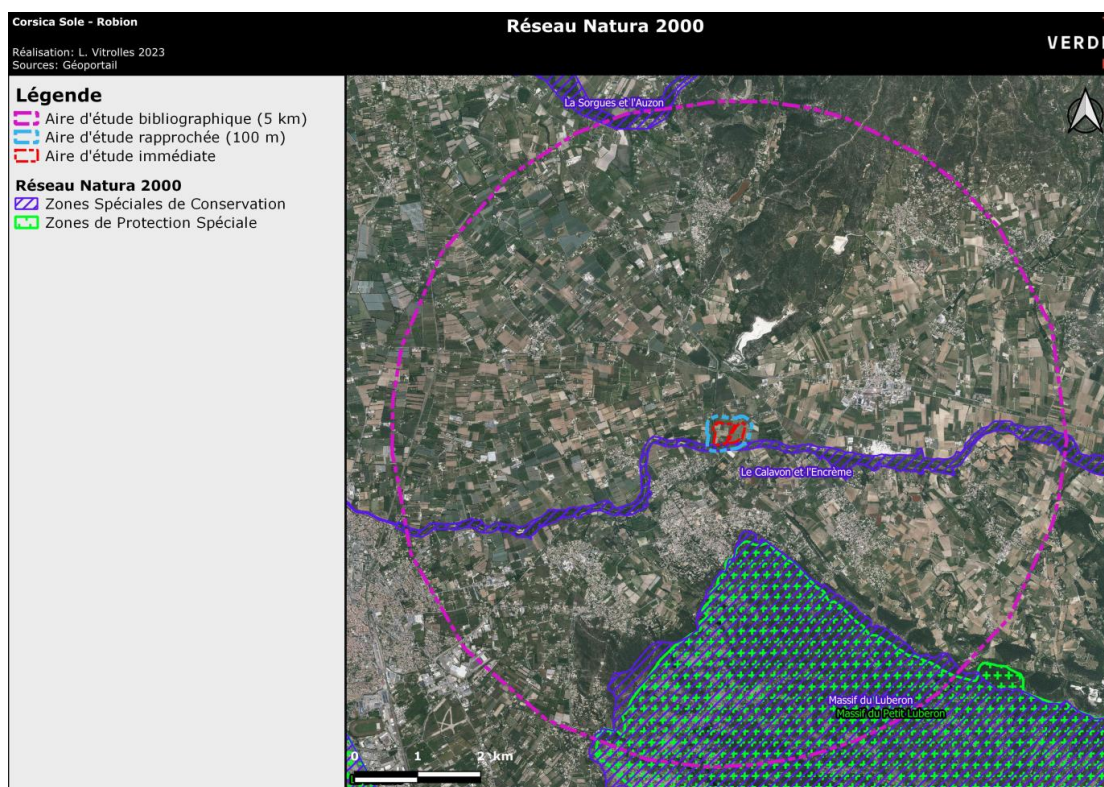 Corsica Sole - Robion
Réseau Natura 2000
Réalisation: L. Vitrolles 2023
Sources: Géoportail
Légende
Aire d'étude bibliographique (5 km)
Aire d'étude rapprochée (100 m)
Aire d'étude immédiate
Réseau Natura 2000
Zones Spéciales de Conservation
Zones de Protection Spéciale
La Sorgues et l'Auzon
Le Calavon et l'Encrême
Massif du Luberon
Massif du Petit Luberon
0 1 2 km